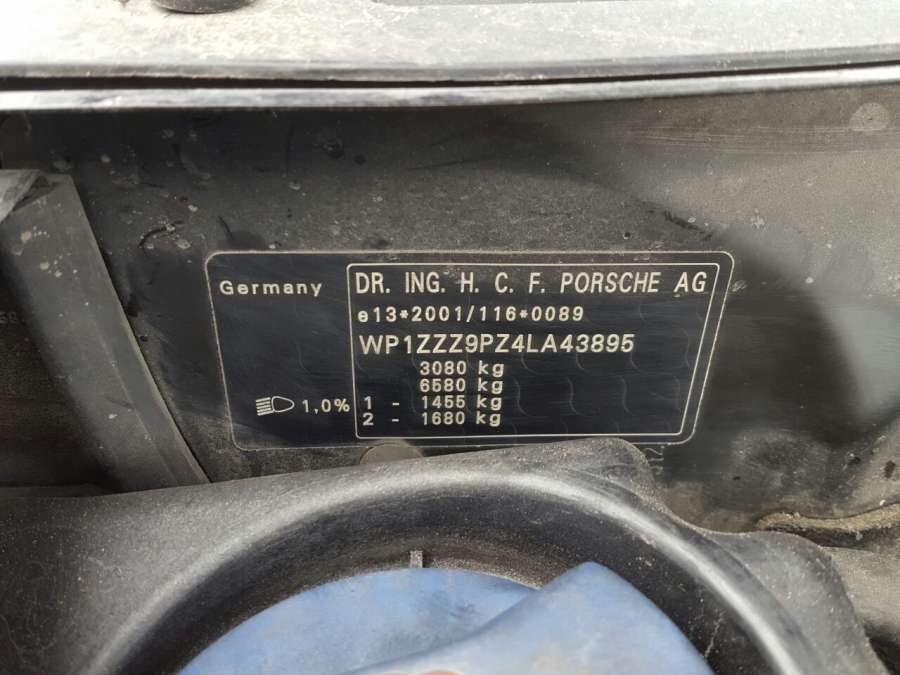 Germany
DR. ING. H. C. F. PORSCHE AG
e13*2001/116*0089
WP1ZZZ9PZ4LA43895
3080 kg
6580 kg
1 - 1455 kg
1,0%
2 - 1680 kg